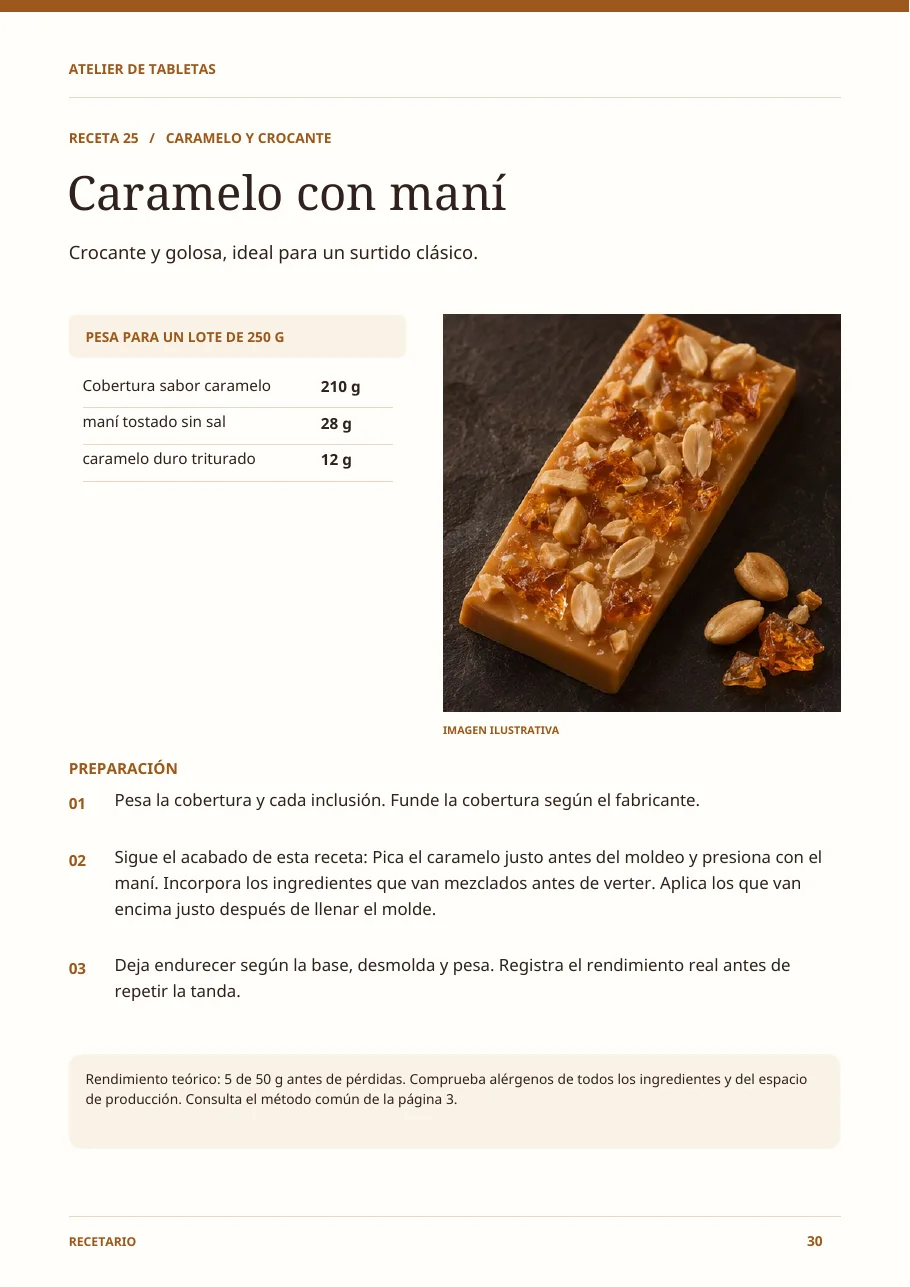 ATELIER DE TABLETAS
RECETA 25 / CARAMELO Y CROCANTE
Caramelo con maní
Crocante y golosa, ideal para un surtido clásico.
PESA PARA UN LOTE DE 250 G
Cobertura sabor caramelo 210 g
maní tostado sin sal 28 g
caramelo duro triturado 12 g
IMAGEN ILUSTRATIVA
PREPARACIÓN
01 Pesa la cobertura y cada inclusión. Funde la cobertura según el fabricante.
02 Sigue el acabado de esta receta: Pica el caramelo justo antes del moldeo y presiona con el
maní. Incorpora los ingredientes que van mezclados antes de verter. Aplica los que van
encima justo después de llenar el molde.
03 Deja endurecer según la base, desmolda y pesa. Registra el rendimiento real antes de
repetir la tanda.
Rendimiento teórico: 5 de 50 g antes de pérdidas. Comprueba alérgenos de todos los ingredientes y del espacio
de producción. Consulta el método común de la página 3.
RECETARIO 30